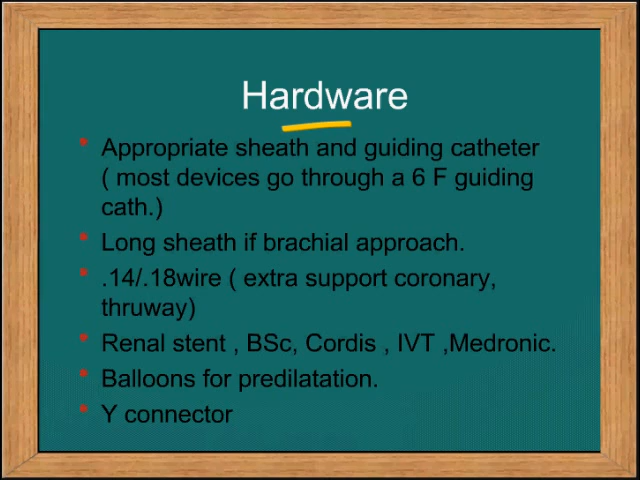 Hardware
Appropriate sheath and guiding catheter
( most devices go through a 6 F guiding
cath.)
Long sheath if brachial approach.
.14/.18wire ( extra support coronary,
thruway)
Renal stent , BSc, Cordis , IVT ,Medronic.
Balloons for predilatation.
Y connector